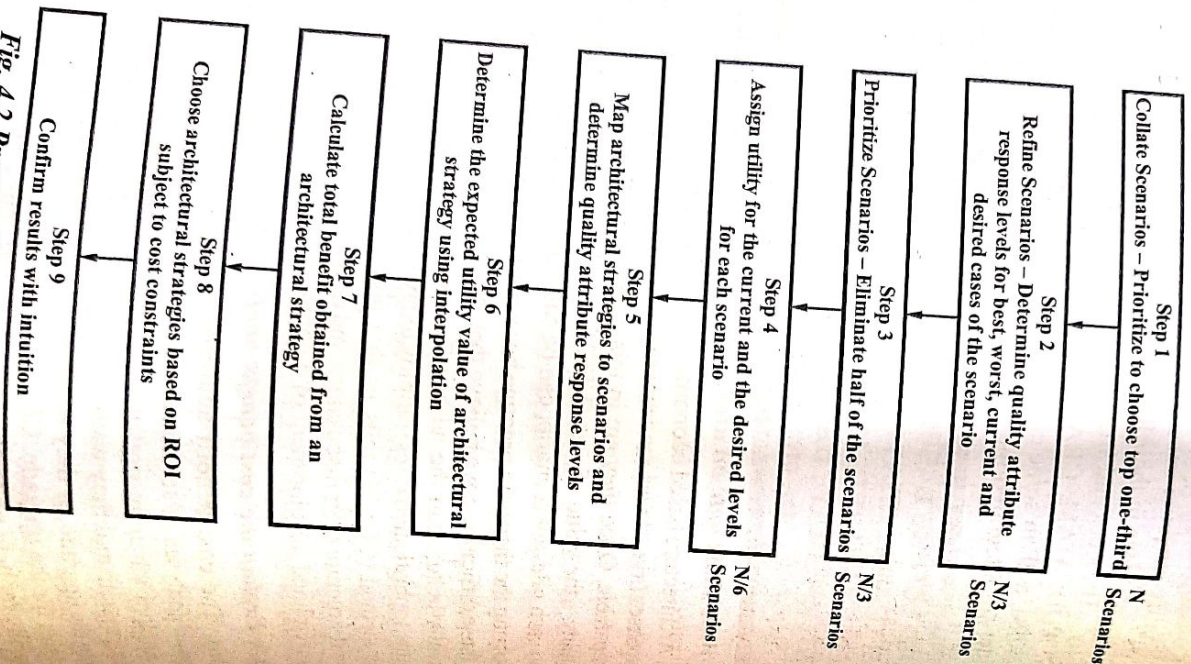 Step 1
Collate Scenarios – Prioritize to choose top one-third
N
Scenarios
Step 2
Refine Scenarios – Determine quality attribute
response levels for best, worst, current and
desired cases of the scenario
N/3
Scenarios
Step 3
Prioritize Scenarios – Eliminate half of the scenarios
N/3
Scenarios
Step 4
Assign utility for the current and the desired levels
for each scenario
N/6
Scenarios
Step 5
Map architectural strategies to scenarios and
determine quality attribute response levels
Step 6
Determine the expected utility value of architectural
strategy using interpolation
Step 7
Calculate total benefit obtained from an
architectural strategy
Step 8
Choose architectural strategies based on ROI
subject to cost constraints
Step 9
Confirm results with intuition
Fig. 4.2